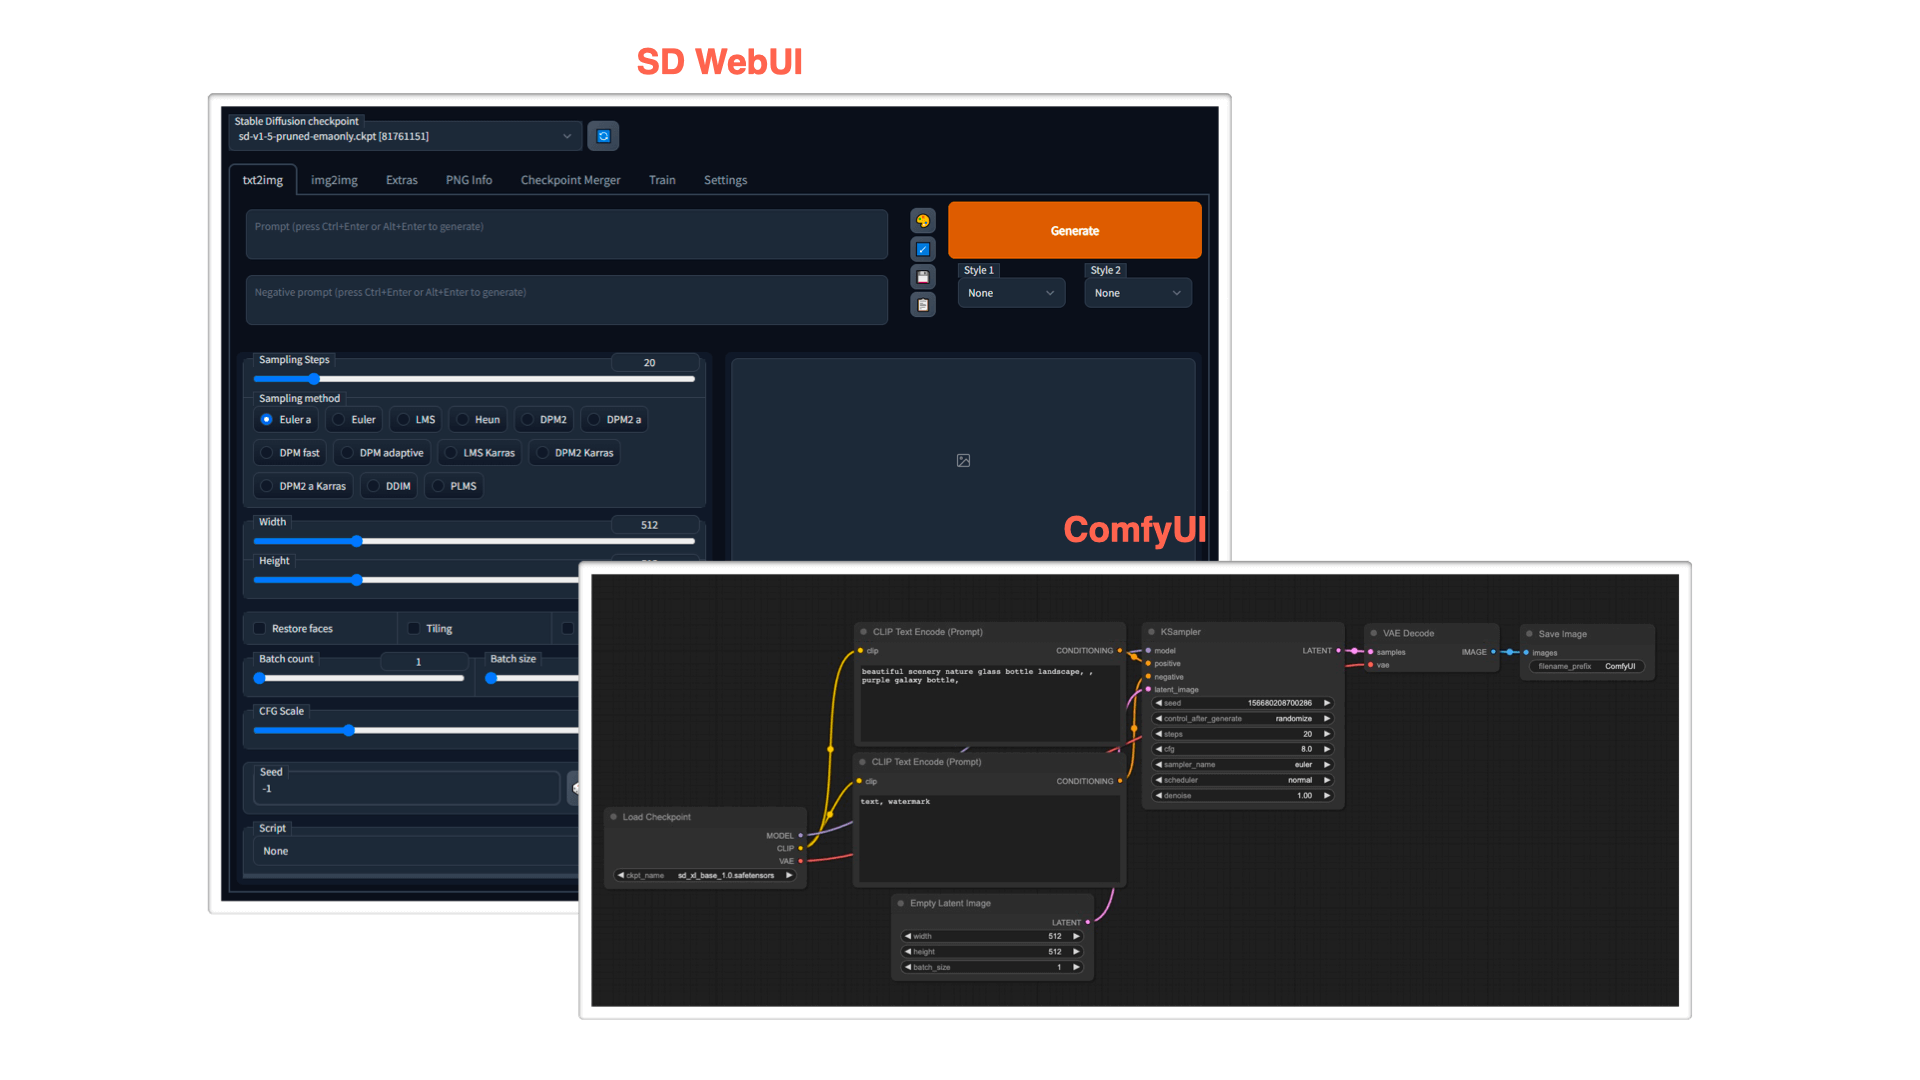 SD WebUI
Stable Diffusion checkpoint
sd-v1-5-pruned-emaonly.ckpt [81761151]
txt2img img2img Extras PNG Info Checkpoint Merger Train Settings
Prompt (press Ctrl+Enter or Alt+Enter to generate)
Generate
Negative prompt (press Ctrl+Enter or Alt+Enter to generate)
Style 1 Style 2
None None
Sampling Steps 20
Sampling method
Euler a Euler LMS Heun DPM2 DPM2 a
DPM fast DPM adaptive LMS Karras DPM2 Karras
DPM2 a Karras DDIM PLMS
Width 512
Height
Restore faces Tiling
Batch count 1 Batch size
CFG Scale
Seed
-1
Script
None
ComfyUI
Load Checkpoint
MODEL
CLIP
VAE
ckpt_name sd_xl_base_1.0.safetensors
CLIP Text Encode (Prompt)
clip CONDITIONING
beautiful scenery nature glass bottle landscape, ,
purple galaxy bottle,
CLIP Text Encode (Prompt)
clip CONDITIONING
text, watermark
Empty Latent Image
LATENT
width 512
height 512
batch_size 1
KSampler
model LATENT
positive
negative
latent_image
seed 156680208700286
control_after_generate randomize
steps 20
cfg 8.0
sampler_name euler
scheduler normal
denoise 1.00
VAE Decode
samples IMAGE
vae
Save Image
images
filename_prefix ComfyUI